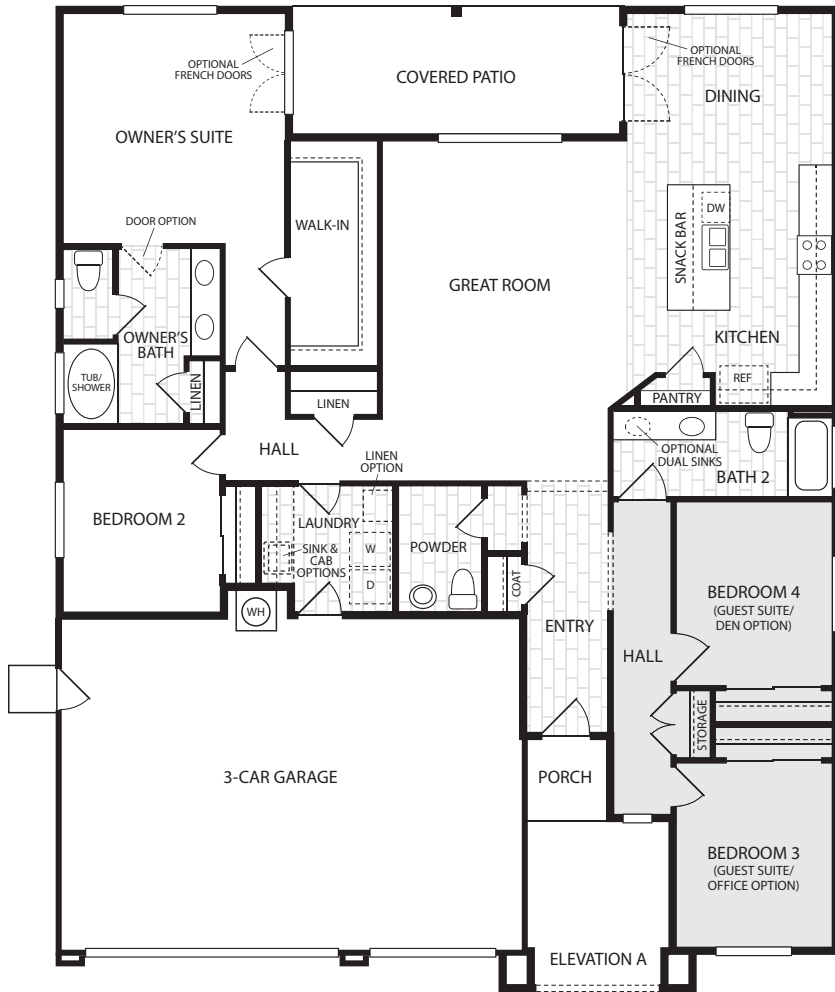 OPTIONAL
FRENCH DOORS
COVERED PATIO
OPTIONAL
FRENCH DOORS
DINING
OWNER'S SUITE
DOOR OPTION
WALK-IN
GREAT ROOM
SNACK BAR
DW
KITCHEN
OWNER'S
BATH
TUB/
SHOWER
LINEN
LINEN
PANTRY
REF
HALL
LINEN
OPTION
OPTIONAL
DUAL SINKS
BATH 2
BEDROOM 2
LAUNDRY
SINK &
CAB
OPTIONS
W
D
POWDER
COAT
WH
ENTRY
HALL
BEDROOM 4
(GUEST SUITE/
DEN OPTION)
STORAGE
3-CAR GARAGE
PORCH
BEDROOM 3
(GUEST SUITE/
OFFICE OPTION)
ELEVATION A